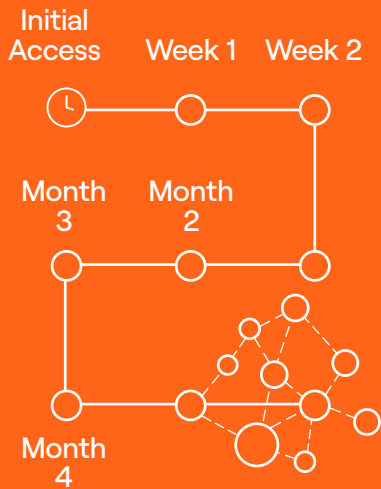 Initial
Access
Week 1
Week 2
Month
3
Month
2
Month
4